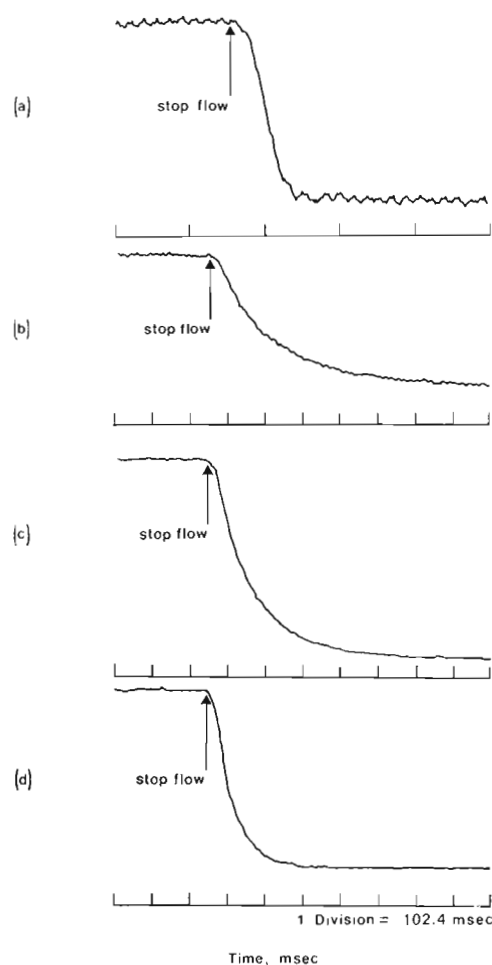 (a)
stop flow
(b)
stop flow
(c)
stop flow
(d)
stop flow
1 Division = 102.4 msec
Time, msec